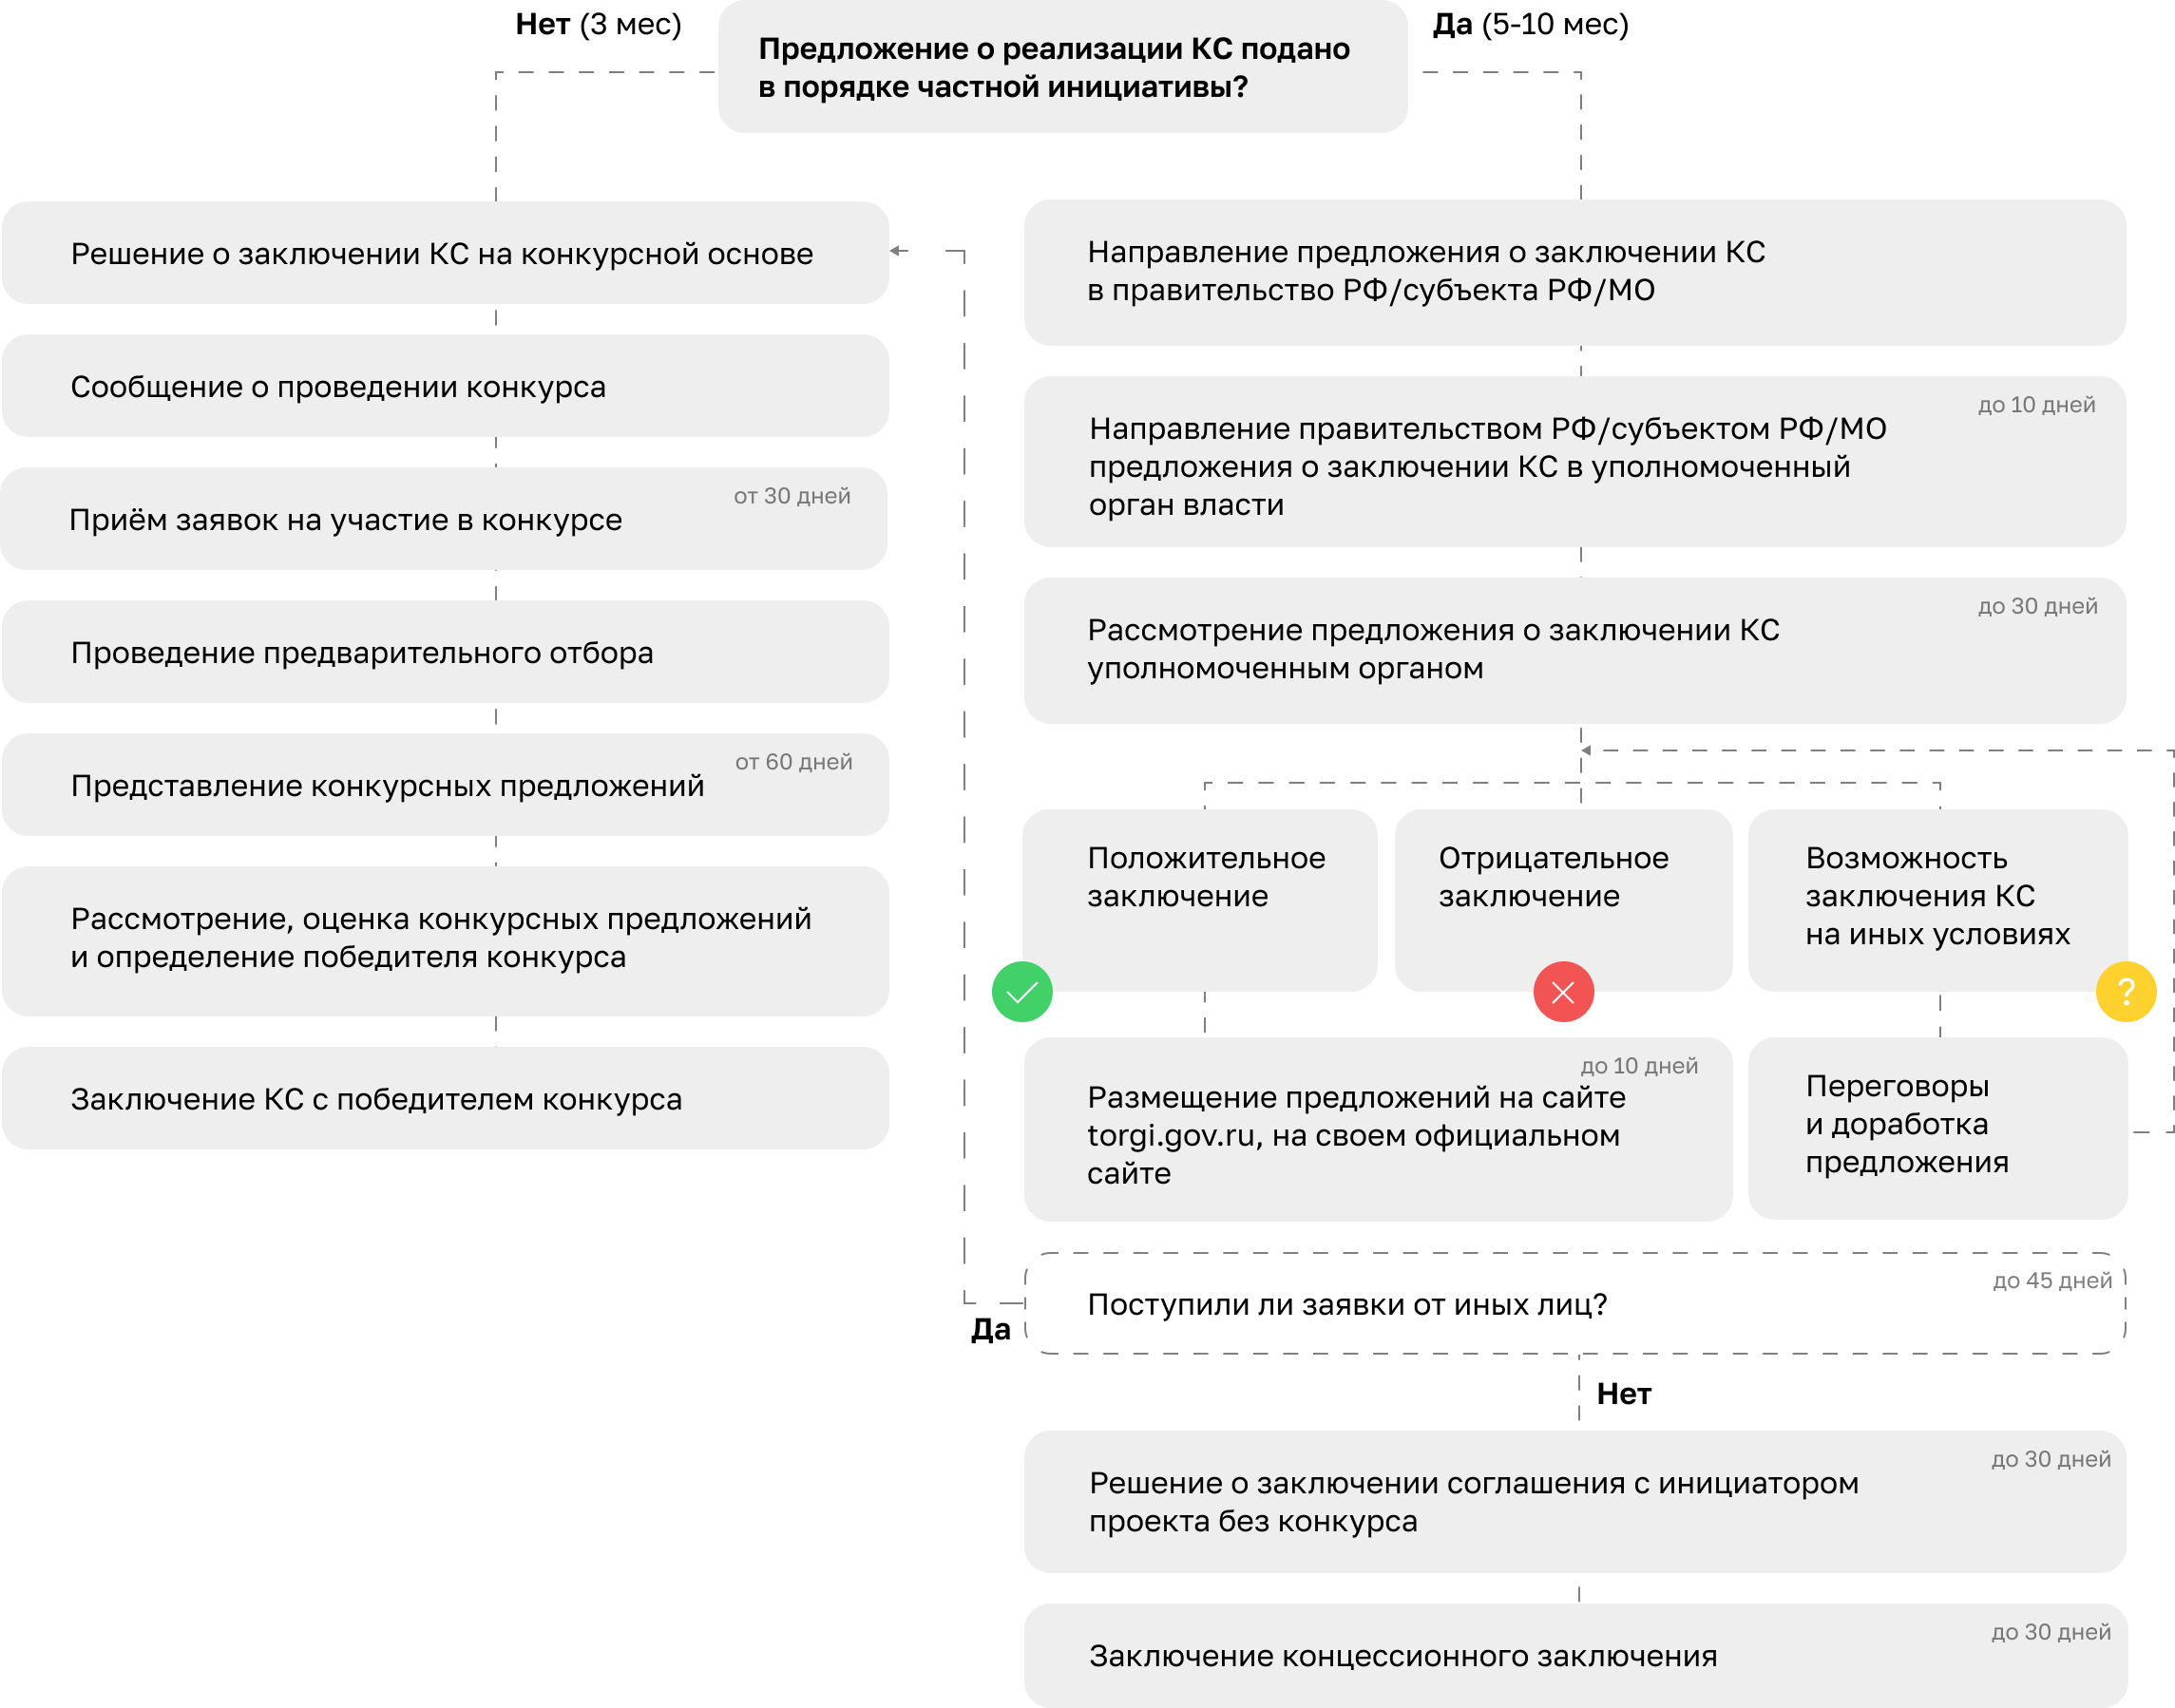 Нет (3 мес)
Предложение о реализации КС подано
в порядке частной инициативы?
Да (5-10 мес)
Решение о заключении КС на конкурсной основе
Сообщение о проведении конкурса
от 30 дней
Приём заявок на участие в конкурсе
Проведение предварительного отбора
от 60 дней
Представление конкурсных предложений
Рассмотрение, оценка конкурсных предложений
и определение победителя конкурса
Заключение КС с победителем конкурса
Направление предложения о заключении КС
в правительство РФ/субъекта РФ/МО
до 10 дней
Направление правительством РФ/субъектом РФ/МО
предложения о заключении КС в уполномоченный
орган власти
до 30 дней
Рассмотрение предложения о заключении КС
уполномоченным органом
Положительное
заключение
Отрицательное
заключение
Возможность
заключения КС
на иных условиях
?
до 10 дней
Размещение предложений на сайте
torgi.gov.ru, на своем официальном
сайте
Переговоры
и доработка
предложения
до 45 дней
Поступили ли заявки от иных лиц?
Да
Нет
до 30 дней
Решение о заключении соглашения с инициатором
проекта без конкурса
до 30 дней
Заключение концессионного заключения